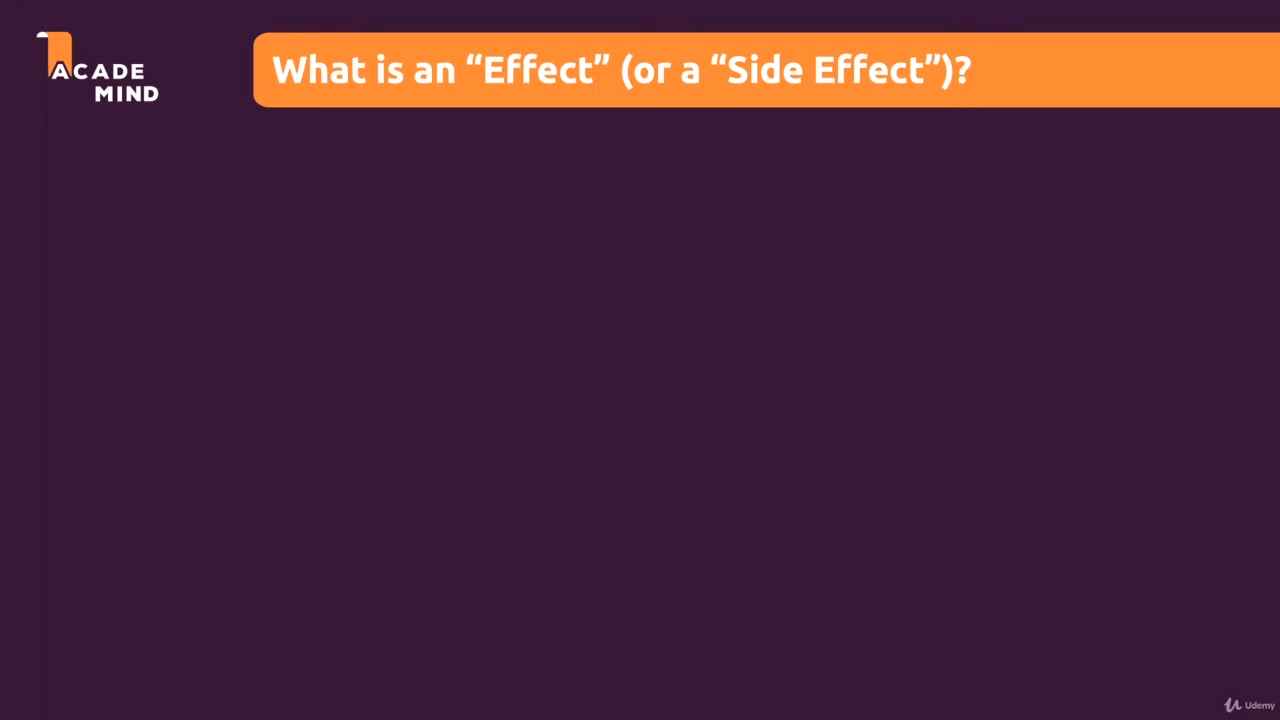 ACADE
MIND
What is an “Effect” (or a “Side Effect”)?
Udemy